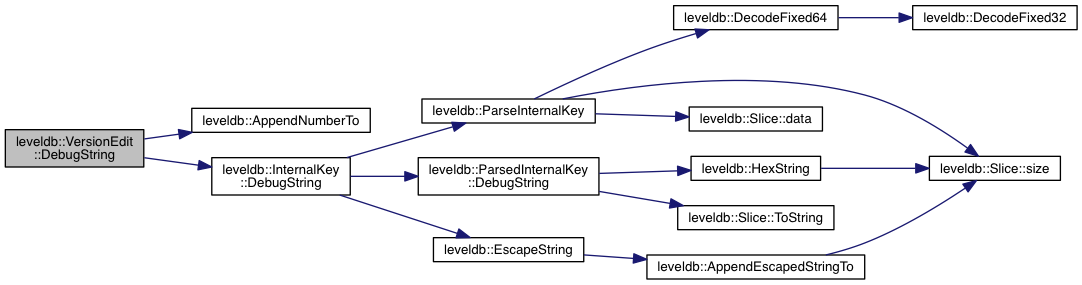 leveldb::VersionEdit
::DebugString
leveldb::AppendNumberTo
leveldb::InternalKey
::DebugString
leveldb::ParseInternalKey
leveldb::ParsedInternalKey
::DebugString
leveldb::EscapeString
leveldb::DecodeFixed64
leveldb::Slice::data
leveldb::HexString
leveldb::Slice::ToString
leveldb::AppendEscapedStringTo
leveldb::DecodeFixed32
leveldb::Slice::size